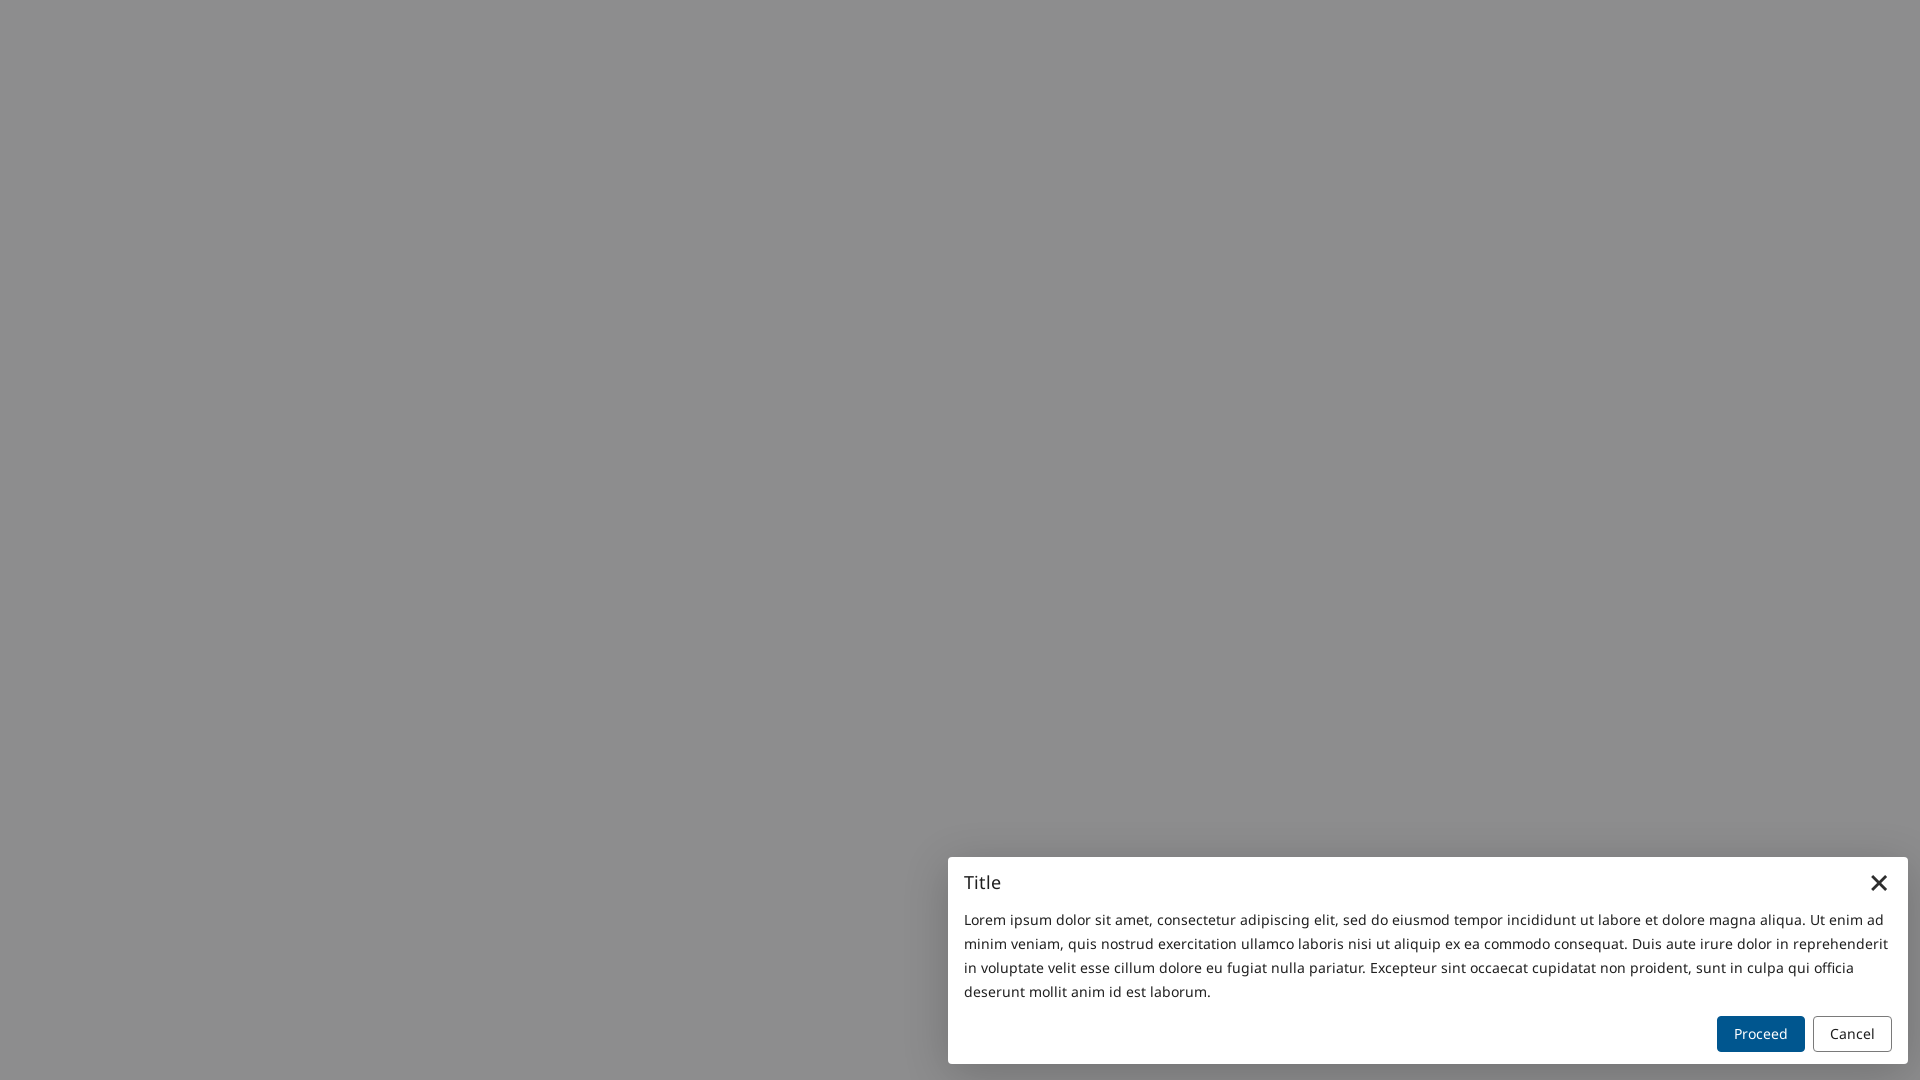 Title
Lorem ipsum dolor sit amet, consectetur adipiscing elit, sed do eiusmod tempor incididunt ut labore et dolore magna aliqua. Ut enim ad
minim veniam, quis nostrud exercitation ullamco laboris nisi ut aliquip ex ea commodo consequat. Duis aute irure dolor in reprehenderit
in voluptate velit esse cillum dolore eu fugiat nulla pariatur. Excepteur sint occaecat cupidatat non proident, sunt in culpa qui officia
deserunt mollit anim id est laborum.
Proceed Cancel